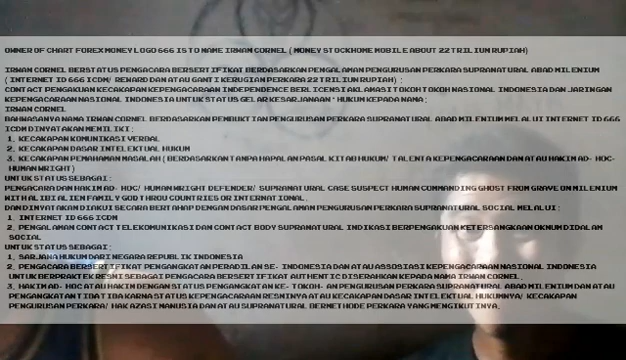 OWNER OF CHART FOREX MONEY LOGO 666 IS TO NAME IRWAN CORNEL ( MONEY STOCKHOME MOBILE ABOUT 22 TRILIUM RUPIAH)
IRWAN CORNEL BERSTATUS PENGACARA BERSERTIFIKAT BERDASARKAN PENGALAMAN PENGURUSAN PERKARA SUPRANATURAL ABAD MILENIUM
( INTERNET ID 666 ICDM/ RENARD DAN ATAU GANTI KERUGIAN PERKARA 22 TRILIUM RUPIAH) ;
CONTACT PENGAKUAN KECAKAPAN KEPENGACARAAN INDEPENDENCE BERLICENSI AKLAMASI TOKOH TOKOH NASIONAL INDONESIA DAN JARINGAN
KEPENGACARAAN NASIONAL INDONESIA UNTUK STATUS GELAR KESARJANAAN * HUKUM KEPADA NAMA;
IRWAN CORNEL
BAHWASANYA NAMA IRWAN CORNEL BERDASARKAN PEMBUKTIAN PENGURUSAN PERKARA SUPRANATURAL ABAD MILENIUM MELALUI INTERNET ID 666
ICDM DINYATAKAN MEMILIKI :
1. KECAKAPAN KOMUNIKASI VERBAL
2. KECAKAPAN DASAR INTELEKTUAL HUKUM
3. KECAKAPAN PEMAHAMAN MASALAH ( BERDASARKAN TANPA HAPALAN PASAL KITAB HUKUM/ TALENTA KEPENGACARAAN DAN ATAU HAKIM AD- HOC-
HUMAN WRIGHT)
UNTUK STATUS SEBAGAI :
PENGACARA DAN HAKIM AD- HOC/ HUMAN WRIGHT DEFENDER/ SUPRANATURAL CASE SUSPECT HUMAN COMMANDING GHOST FROM GRAVE ON MILENIUM
WITH ALIBI ALIEN FAMILY GOD THROU COUNTRIES OR INTERNATIONAL.
DAN DINYATAKAN DIAKUI SECARA BERTAHAP DENGAN DASAR PENGALAMAN PENGURUSAN PERKARA SUPRANATURAL SOCIAL MELALUI :
1. INTERNET ID 666 ICDM
2. PENGALAMAN CONTACT TELEKOMUNIKASI DAN CONTACT BODY SUPRANATURAL INDIKASI BERPENGAKUAN KETERSANGKAAN OKNUM DIDALAM
SOCIAL
UNTUK STATUS SEBAGAI :
1. SARJANA HUKUM DARI NEGARA REPUBLIK INDONESIA
2. PENGACARA BERSERTIFIKAT PENGANGKATAN PERADILAN SE- INDONESIA DAN ATAU ASSOSIASI KEPENGACARAAN NASIONAL INDONESIA
UNTUK BERPRAKTEK RESMI SEBAGAI PENGACARA BERSERTIFIKAT AUTHENTIC DISERAHKAN KEPADA NAMA IRWAN CORNEL.
3. HAKIM AD- HOC ATAU HAKIM DENGAN STATUS PENGANGKATAN KE- TOKOH- AN PENGURUSAN PERKARA SUPRANATURAL ABAD MILENIUM DAN ATAU
PENGANGKATAN TIBA TIBA KARNA STATUS KEPENGACARAAN RESMINYA ATAU KECAKAPAN DASAR INTELEKTUAL HUKUMNYA/ KECAKAPAN
PENGURUSAN PERKARA/ HAK AZASI MANUSIA DAN ATAU SUPRANATURAL BERMETHODE PERKARA YANG MENGIKUTINYA.